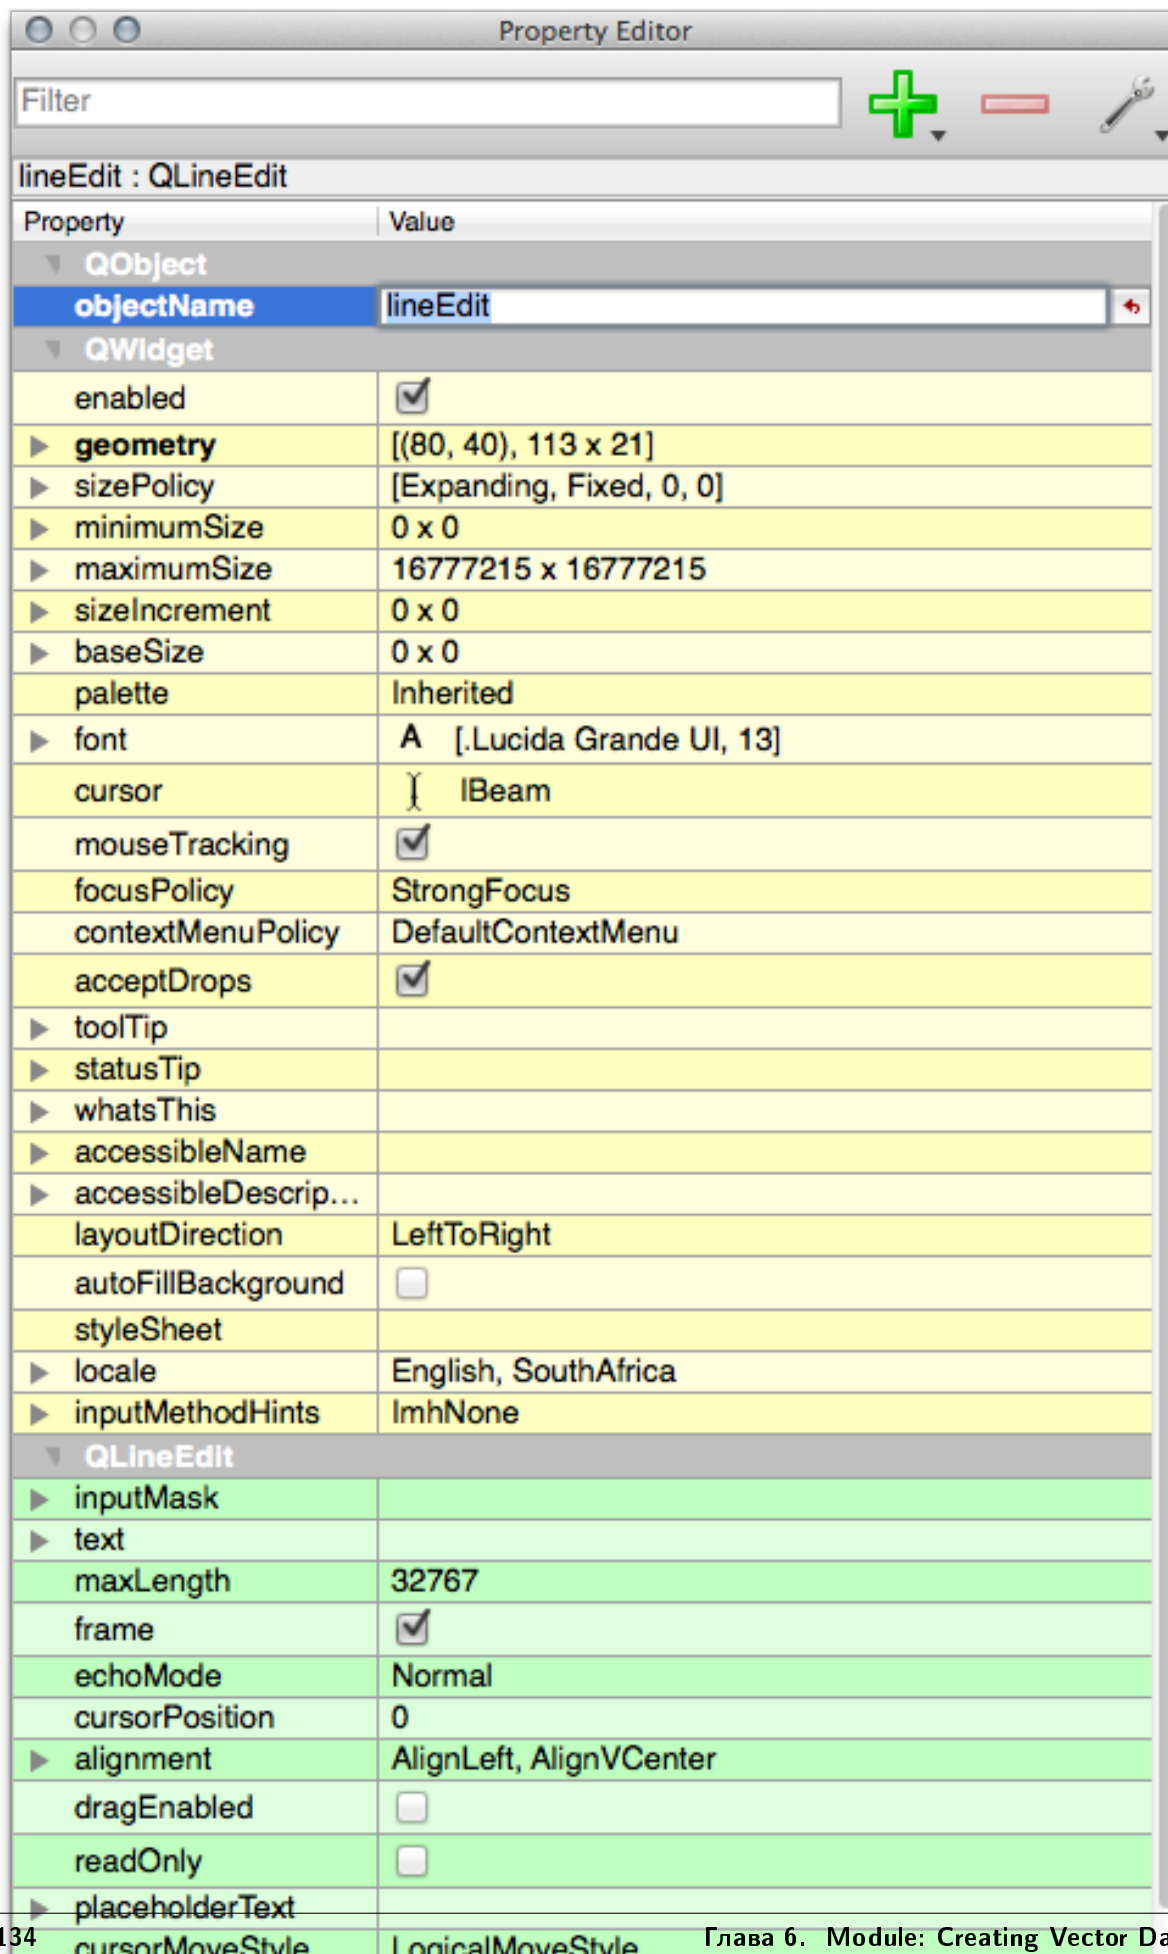 Property Editor
Filter
lineEdit : QLineEdit
Property Value
QObject
objectName lineEdit
QWidget
enabled
geometry [(80, 40), 113 x 21]
sizePolicy [Expanding, Fixed, 0, 0]
minimumSize 0 x 0
maximumSize 16777215 x 16777215
sizeIncrement 0 x 0
baseSize 0 x 0
palette Inherited
font A [.Lucida Grande UI, 13]
cursor IBeam
mouseTracking
focusPolicy StrongFocus
contextMenuPolicy DefaultContextMenu
acceptDrops
toolTip
statusTip
whatsThis
accessibleName
accessibleDescrip...
layoutDirection LeftToRight
autoFillBackground
styleSheet
locale English, SouthAfrica
inputMethodHints ImhNone
QLineEdit
inputMask
text
maxLength 32767
frame
echoMode Normal
cursorPosition 0
alignment AlignLeft, AlignVCenter
dragEnabled
readOnly
placeholderText
134 Глава 6. Module: Creating Vector Da
cursorMoveStyle LogicalMoveStyle